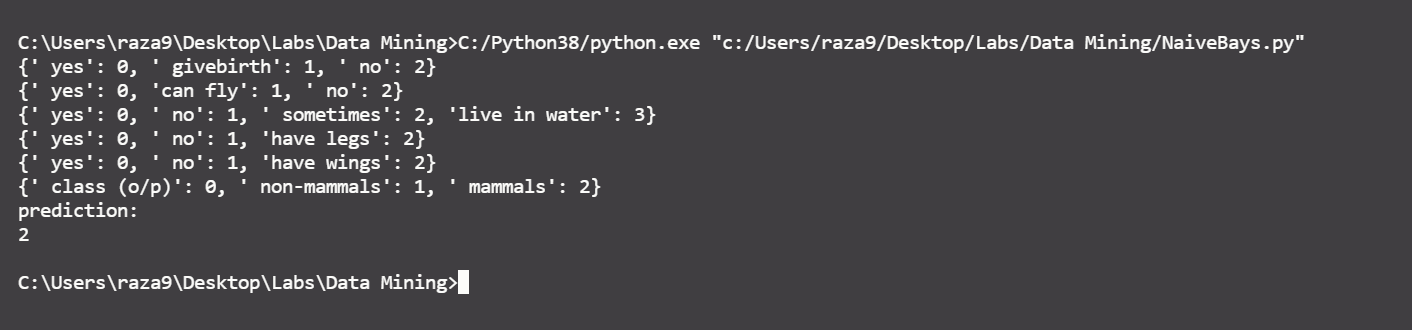 C:\Users\raza9\Desktop\Labs\Data Mining>C:/Python38/python.exe "c:/Users/raza9/Desktop/Labs/Data Mining/NaiveBays.py"
{' yes': 0, ' givebirth': 1, ' no': 2}
{' yes': 0, 'can fly': 1, ' no': 2}
{' yes': 0, ' no': 1, ' sometimes': 2, 'live in water': 3}
{' yes': 0, ' no': 1, 'have legs': 2}
{' yes': 0, ' no': 1, 'have wings': 2}
{' class (o/p)': 0, ' non-mammals': 1, ' mammals': 2}
prediction:
2
C:\Users\raza9\Desktop\Labs\Data Mining>